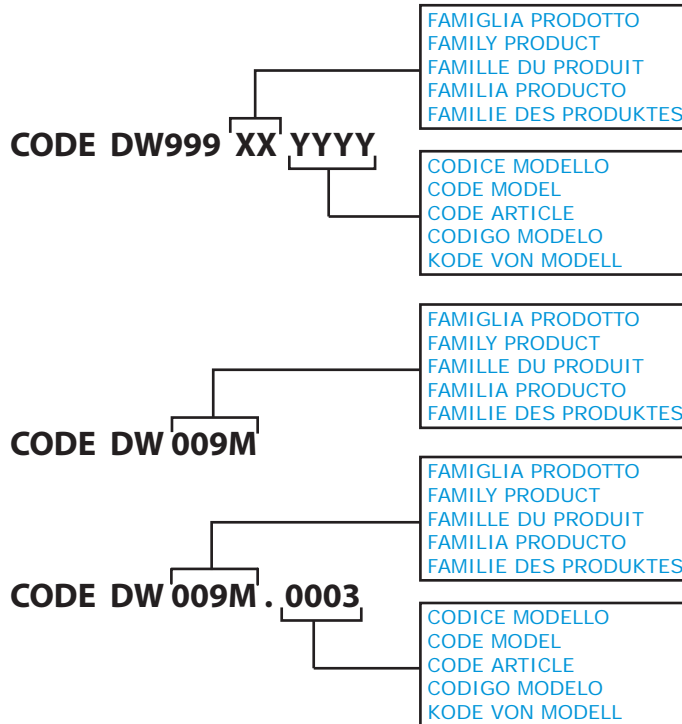 FAMIGLIA PRODOTTO
FAMILY PRODUCT
FAMILLE DU PRODUIT
FAMILIA PRODUCTO
FAMILIE DES PRODUKTES
CODE DW999 XX YYYY
CODICE MODELLO
CODE MODEL
CODE ARTICLE
CODIGO MODELO
KODE VON MODELL
FAMIGLIA PRODOTTO
FAMILY PRODUCT
FAMILLE DU PRODUIT
FAMILIA PRODUCTO
FAMILIE DES PRODUKTES
CODE DW 009M
FAMIGLIA PRODOTTO
FAMILY PRODUCT
FAMILLE DU PRODUIT
FAMILIA PRODUCTO
FAMILIE DES PRODUKTES
CODE DW 009M . 0003
CODICE MODELLO
CODE MODEL
CODE ARTICLE
CODIGO MODELO
KODE VON MODELL